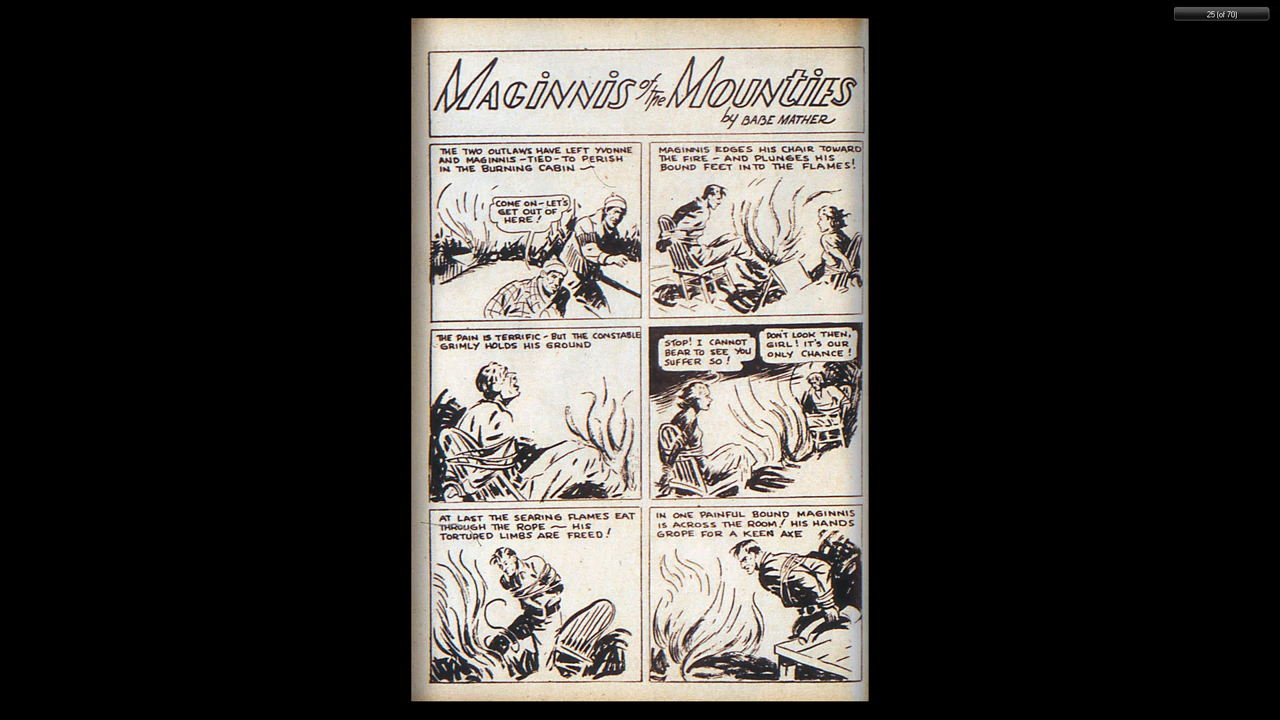 25 (of 70)
MAGINNIS of the MOUNTIES
by BABE MATHER
THE TWO OUTLAWS HAVE LEFT YVONNE
AND MAGINNIS - TIED - TO PERISH
IN THE BURNING CABIN ~
COME ON - LET'S
GET OUT OF
HERE!
MAGINNIS EDGES HIS CHAIR TOWARD
THE FIRE - AND PLUNGES HIS
BOUND FEET INTO THE FLAMES!
THE PAIN IS TERRIFIC - BUT THE CONSTABLE
GRIMLY HOLDS HIS GROUND
STOP! I CANNOT
BEAR TO SEE YOU
SUFFER SO!
DON'T LOOK THEN,
GIRL! IT'S OUR
ONLY CHANCE!
AT LAST THE SEARING FLAMES EAT
THROUGH THE ROPE ~ HIS
TORTURED LIMBS ARE FREED!
IN ONE PAINFUL BOUND MAGINNIS
IS ACROSS THE ROOM! HIS HANDS
GROPE FOR A KEEN AXE